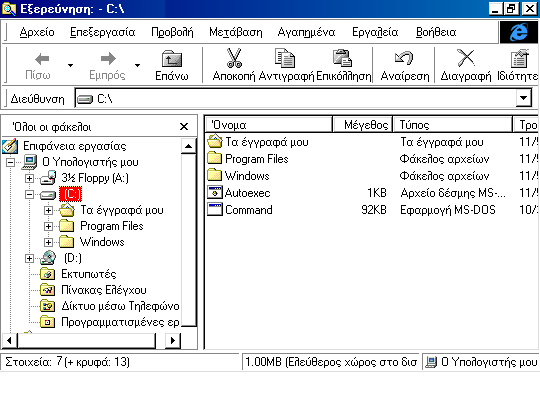 Εξερεύνηση: - C:\
Αρχείο Επεξεργασία Προβολή Μετάβαση Αγαπημένα Εργαλεία Βοήθεια
Πίσω Εμπρός Επάνω Αποκοπή Αντιγραφή Επικόλληση Αναίρεση Διαγραφή Ιδιότητε
Διεύθυνση C:\
Όλοι οι φάκελοι
Επιφάνεια εργασίας
Ο Υπολογιστής μου
3½ Floppy (A:)
(C:)
Τα έγγραφά μου
Program Files
Windows
(D:)
Εκτυπωτές
Πίνακας Ελέγχου
Δίκτυο μέσω Τηλεφώνο
Προγραμματισμένες ερ
Όνομα Μέγεθος Τύπος Τρο
Τα έγγραφά μου Τα έγγραφά μου 11/5
Program Files Φάκελος αρχείων 11/5
Windows Φάκελος αρχείων 11/5
Autoexec 1KB Αρχείο δέσμης MS-... 11/5
Command 92KB Εφαρμογή MS-DOS 10/3
Στοιχεία: 7 (+ κρυφά: 13) 1.00MB (Ελεύθερος χώρος στο δισ Ο Υπολογιστής μου